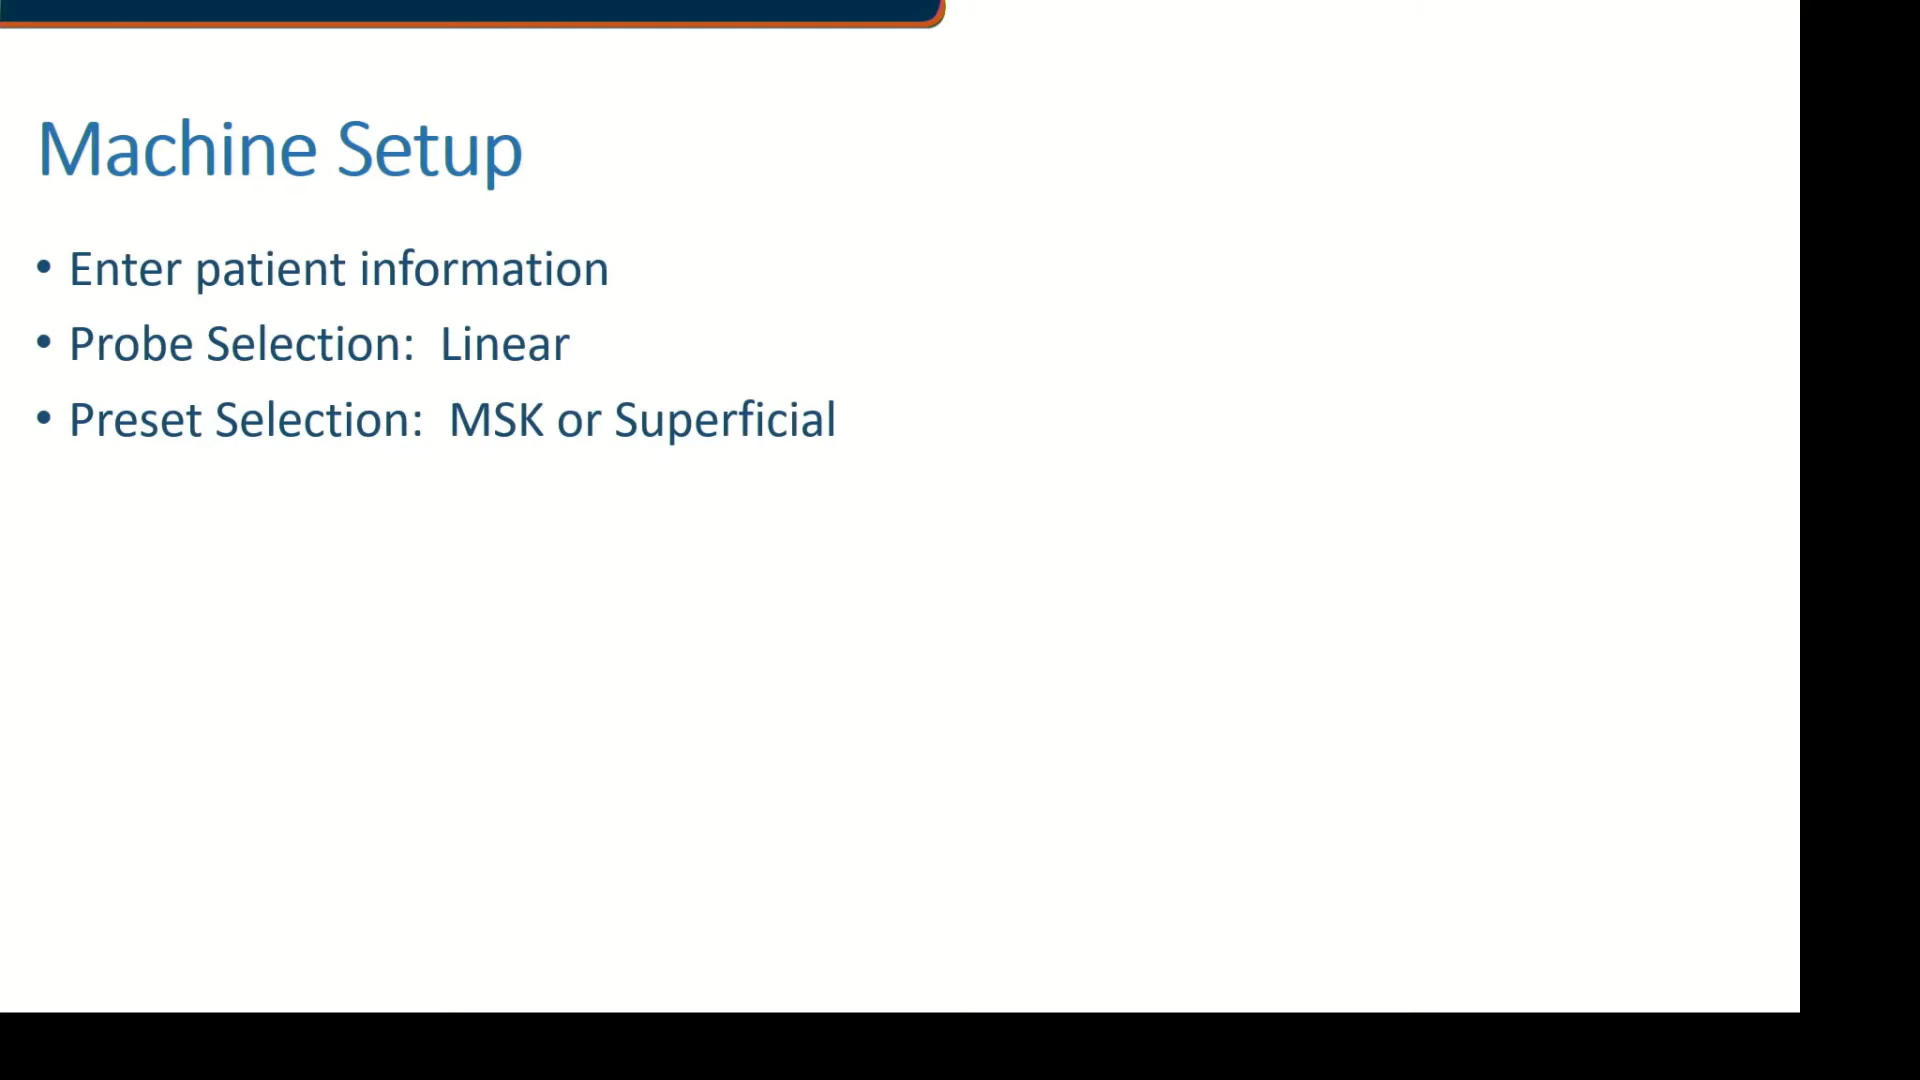 Machine Setup
• Enter patient information
• Probe Selection:  Linear
• Preset Selection:  MSK or Superficial